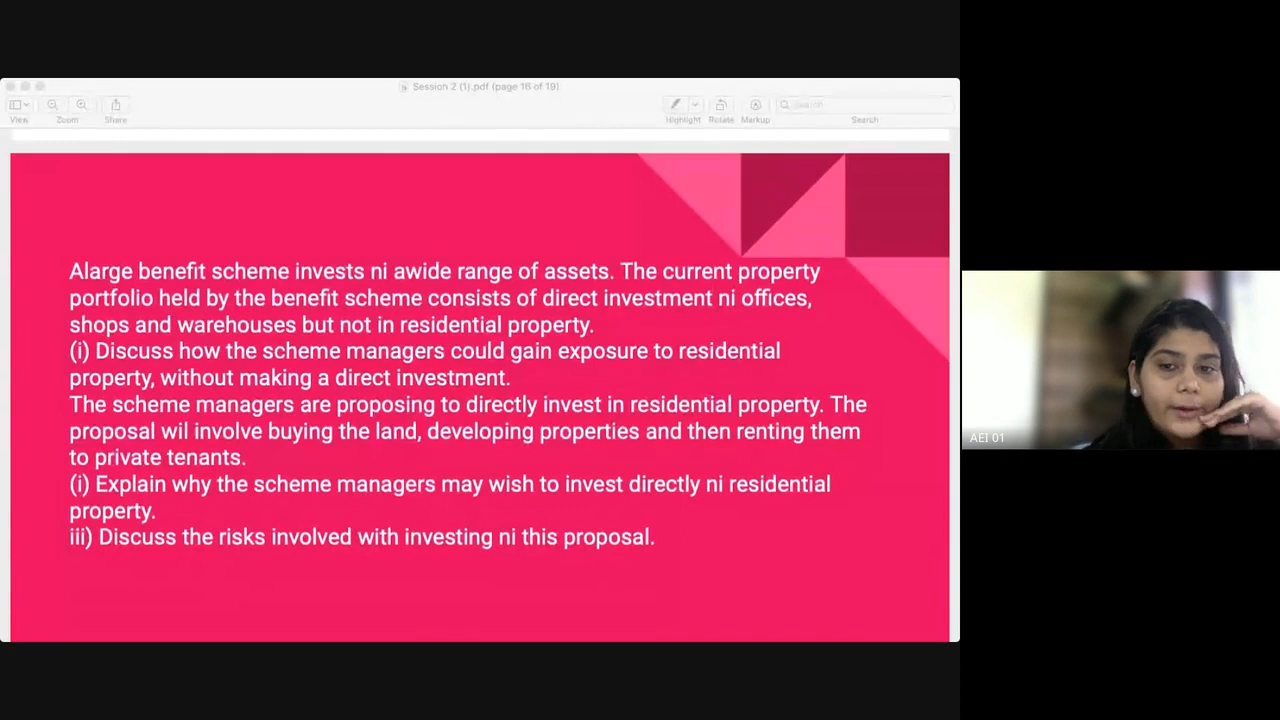 Session 2 (1).pdf (page 16 of 19)
View
Zoom
Share
Highlight
Rotate
Markup
Search
Search
Alarge benefit scheme invests ni awide range of assets. The current property
portfolio held by the benefit scheme consists of direct investment ni offices,
shops and warehouses but not in residential property.
(i) Discuss how the scheme managers could gain exposure to residential
property, without making a direct investment.
The scheme managers are proposing to directly invest in residential property. The
proposal wil involve buying the land, developing properties and then renting them
to private tenants.
(i) Explain why the scheme managers may wish to invest directly ni residential
property.
iii) Discuss the risks involved with investing ni this proposal.
AEI 01